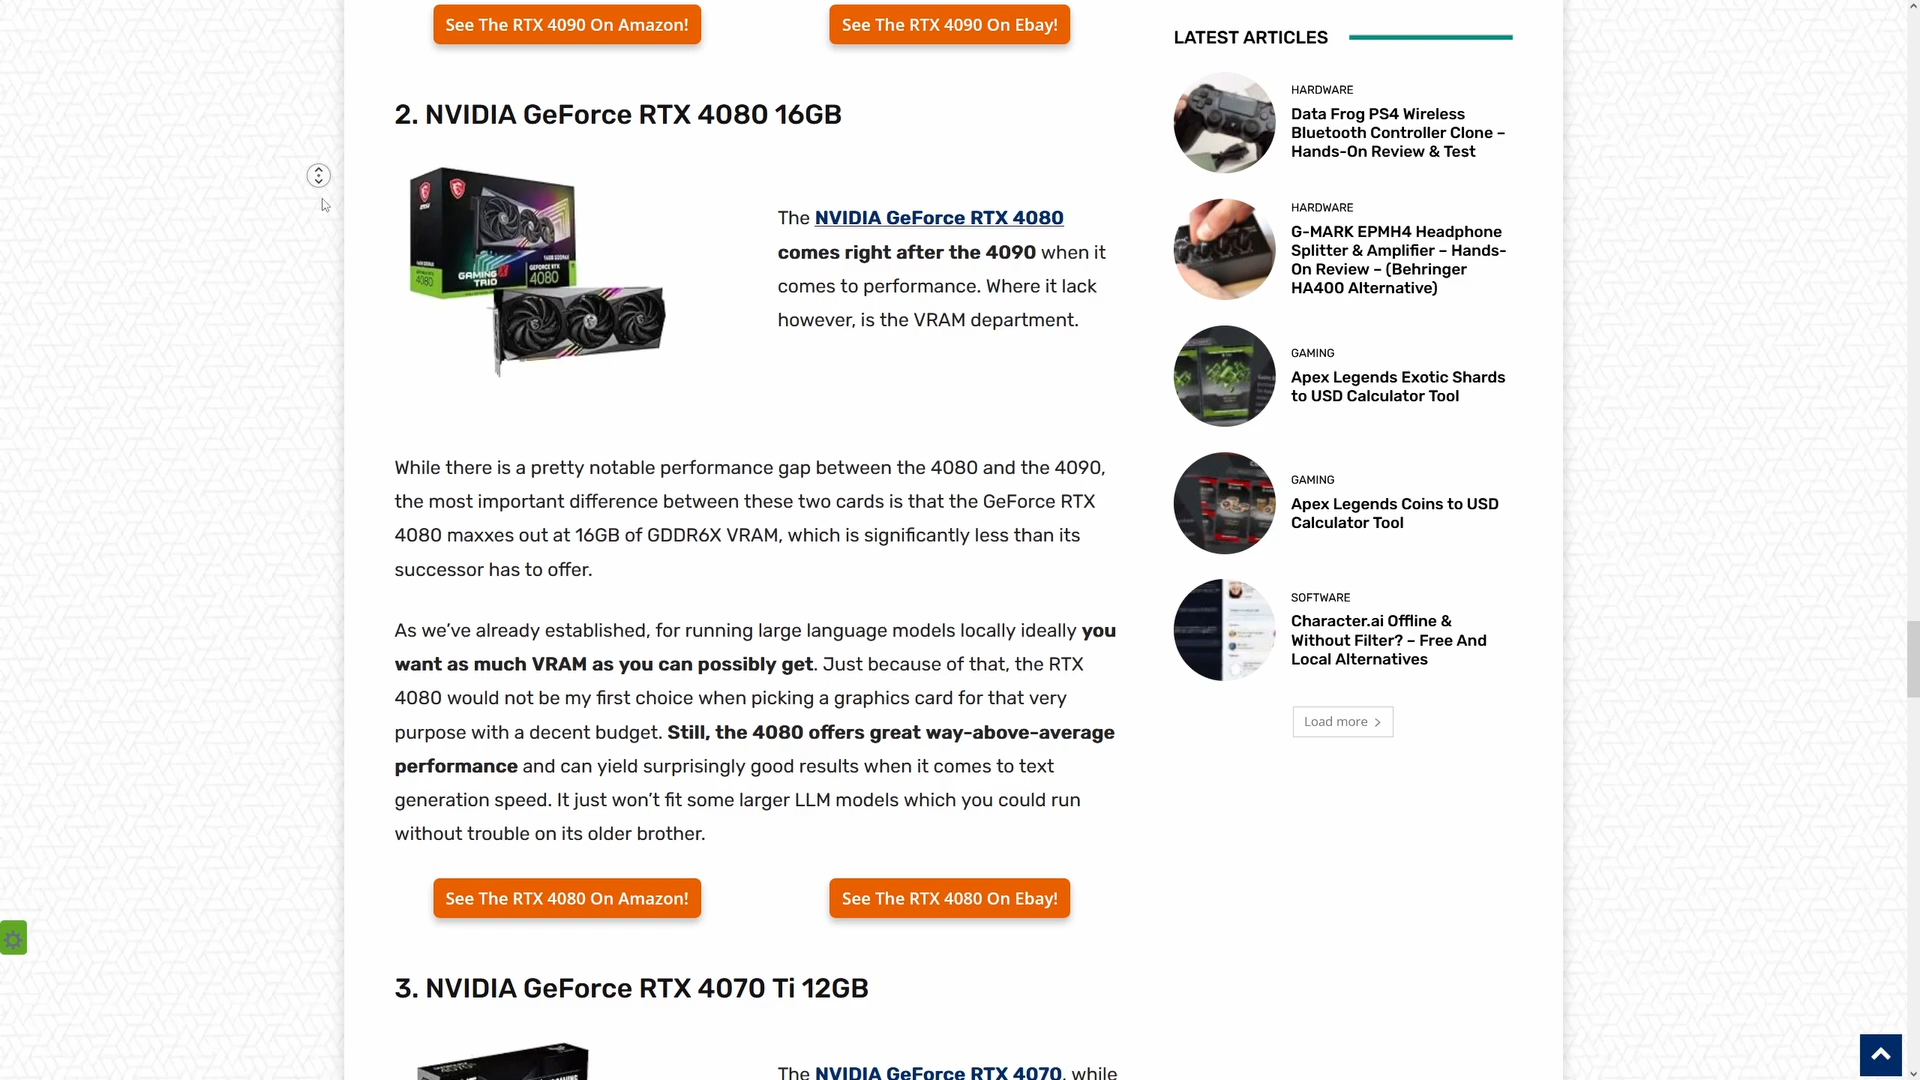 See The RTX 4090 On Amazon!
See The RTX 4090 On Ebay!
2. NVIDIA GeForce RTX 4080 16GB
GAMING
TRIO
GEFORCE RTX
4080
4080
The NVIDIA GeForce RTX 4080
comes right after the 4090 when it
comes to performance. Where it lack
however, is the VRAM department.
While there is a pretty notable performance gap between the 4080 and the 4090,
the most important difference between these two cards is that the GeForce RTX
4080 maxxes out at 16GB of GDDR6X VRAM, which is significantly less than its
successor has to offer.
As we’ve already established, for running large language models locally ideally you
want as much VRAM as you can possibly get. Just because of that, the RTX
4080 would not be my first choice when picking a graphics card for that very
purpose with a decent budget. Still, the 4080 offers great way-above-average
performance and can yield surprisingly good results when it comes to text
generation speed. It just won’t fit some larger LLM models which you could run
without trouble on its older brother.
See The RTX 4080 On Amazon!
See The RTX 4080 On Ebay!
3. NVIDIA GeForce RTX 4070 Ti 12GB
The NVIDIA GeForce RTX 4070, while
LATEST ARTICLES
HARDWARE
Data Frog PS4 Wireless
Bluetooth Controller Clone –
Hands-On Review & Test
HARDWARE
G-MARK EPMH4 Headphone
Splitter & Amplifier – Hands-
On Review – (Behringer
HA400 Alternative)
GAMING
Apex Legends Exotic Shards
to USD Calculator Tool
GAMING
Apex Legends Coins to USD
Calculator Tool
SOFTWARE
Character.ai Offline &
Without Filter? – Free And
Local Alternatives
Load more